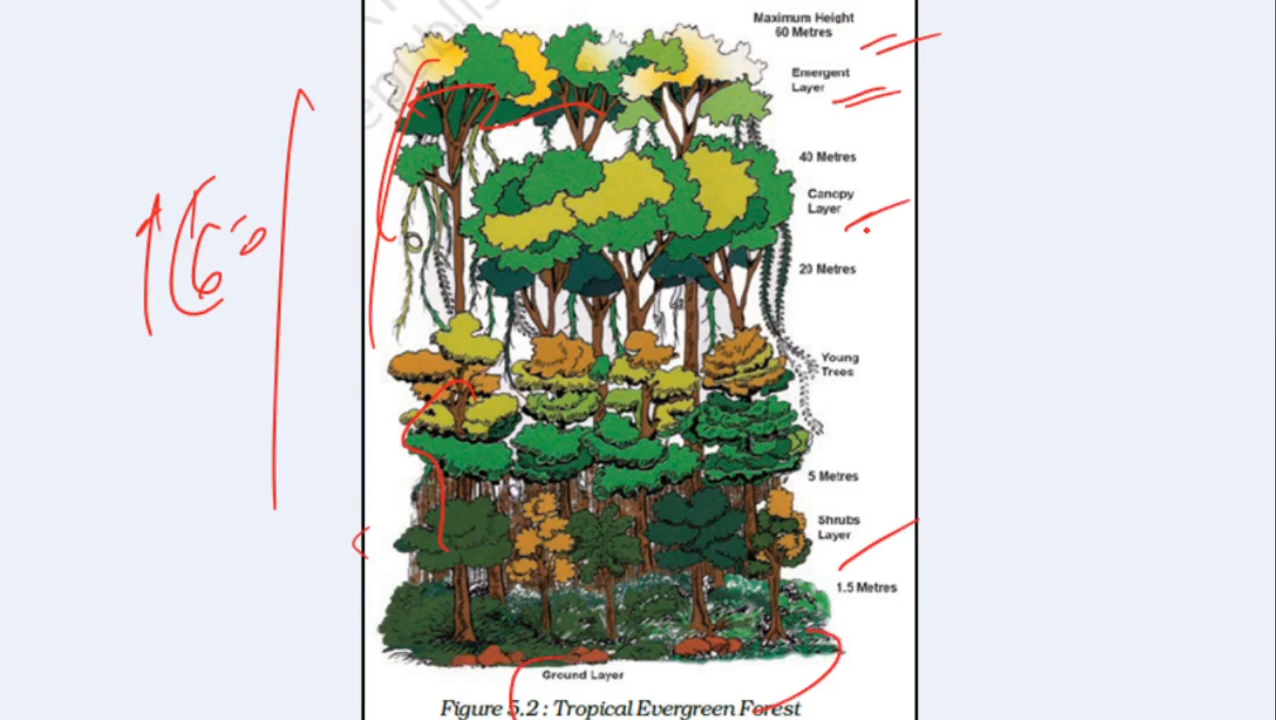 Maximum Height
60 Metres
Emergent
Layer
40 Metres
Canopy
Layer
20 Metres
60
Young
Trees
5 Metres
Shrubs
Layer
1.5 Metres
Ground Layer
Figure 5.2 : Tropical Evergreen Forest